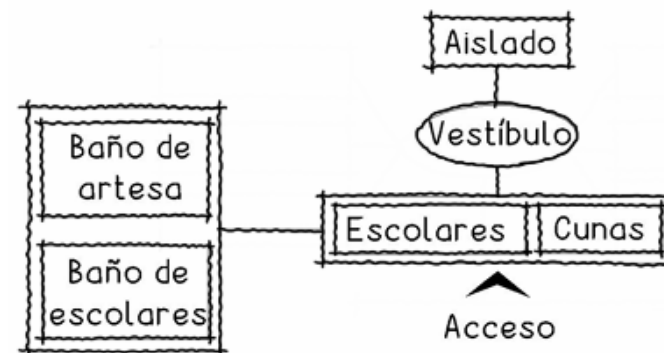 Aislado
Vestíbulo
Baño de
artesa
Escolares
Cunas
Baño de
escolares
Acceso